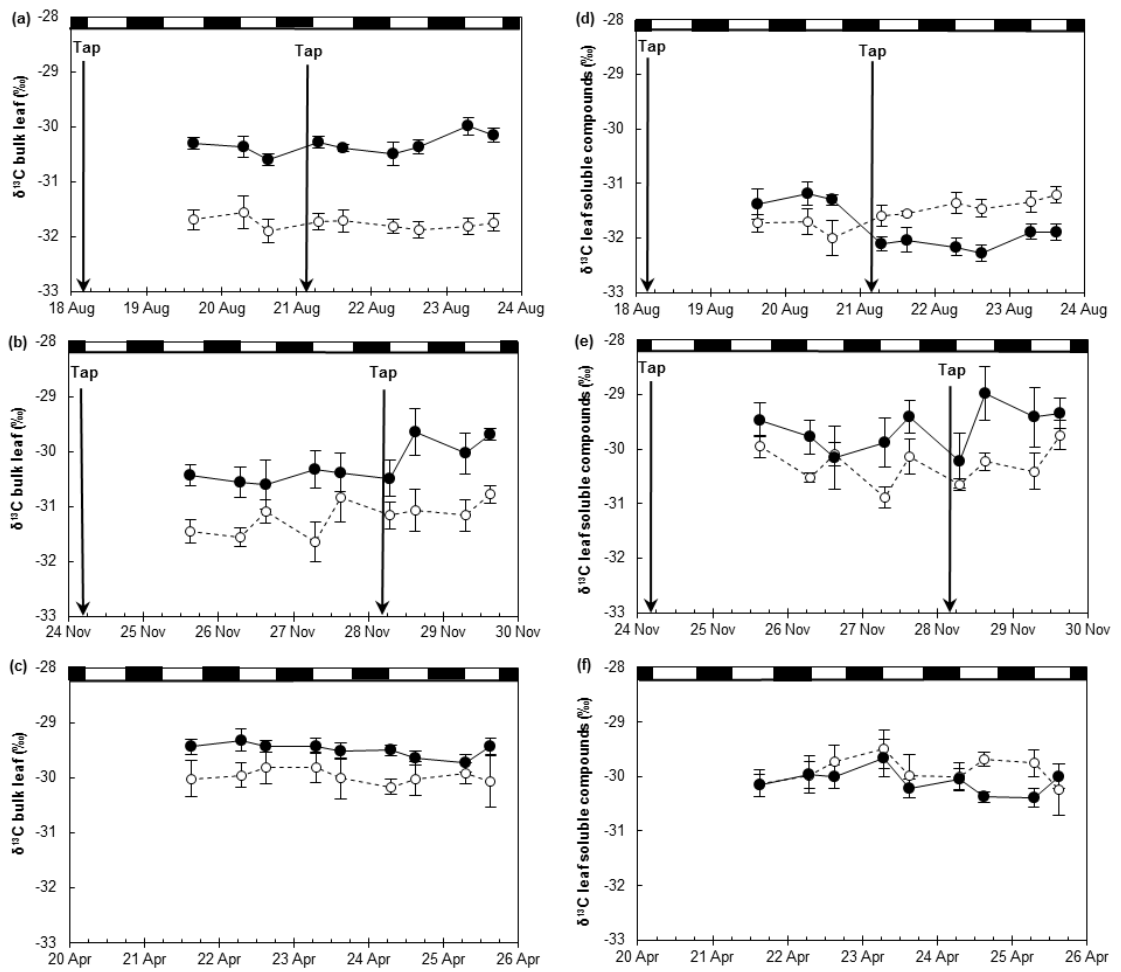 (a)
-28
-29
-30
-31
-32
-33
δ¹³C bulk leaf (‰)
Tap
Tap
18 Aug 19 Aug 20 Aug 21 Aug 22 Aug 23 Aug 24 Aug
(d)
-28
-29
-30
-31
-32
-33
δ¹³C leaf soluble compounds (‰)
Tap
Tap
18 Aug 19 Aug 20 Aug 21 Aug 22 Aug 23 Aug 24 Aug
(b)
-28
-29
-30
-31
-32
-33
δ¹³C bulk leaf (‰)
Tap
Tap
24 Nov 25 Nov 26 Nov 27 Nov 28 Nov 29 Nov 30 Nov
(e)
-28
-29
-30
-31
-32
-33
δ¹³C leaf soluble compounds (‰)
Tap
Tap
24 Nov 25 Nov 26 Nov 27 Nov 28 Nov 29 Nov 30 Nov
(c)
-28
-29
-30
-31
-32
-33
δ¹³C bulk leaf (‰)
20 Apr 21 Apr 22 Apr 23 Apr 24 Apr 25 Apr 26 Apr
(f)
-28
-29
-30
-31
-32
-33
δ¹³C leaf soluble compounds (‰)
20 Apr 21 Apr 22 Apr 23 Apr 24 Apr 25 Apr 26 Apr